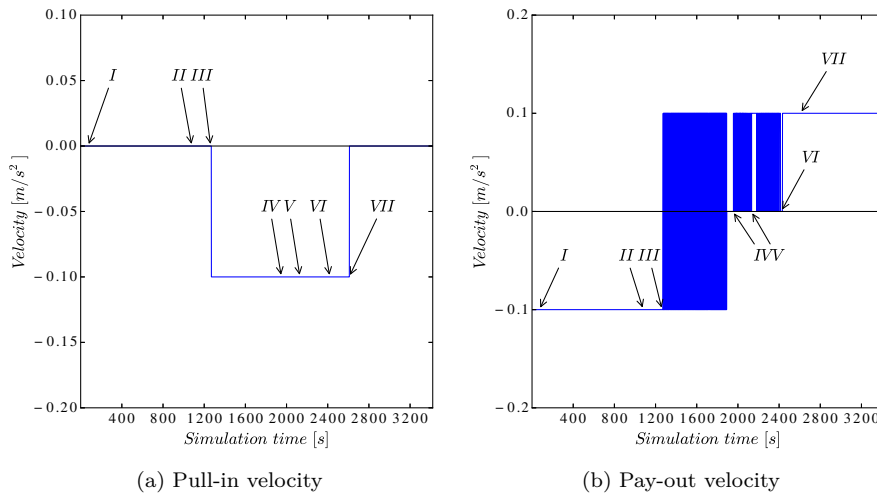 0.10
0.05
0.00
−0.05
−0.10
−0.15
−0.20
Velocity [m/s²]
I
II III
IV V VI VII
400 800 1200 1600 2000 2400 2800 3200
Simulation time [s]
(a) Pull-in velocity
0.2
0.1
0.0
−0.1
−0.2
Velocity [m/s²]
VII
VI
IVV
I
II III
400 800 1200 1600 2000 2400 2800 3200
Simulation time [s]
(b) Pay-out velocity